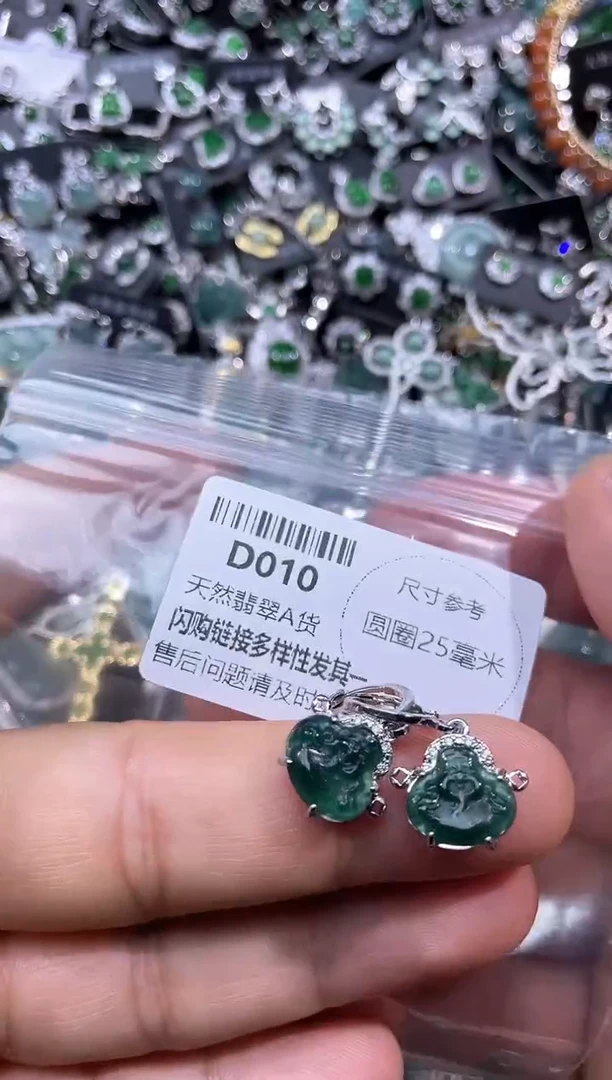 D010
天然翡翠A货
闪购链接多样性发其一
售后问题请及时
尺寸参考
圆圈25毫米